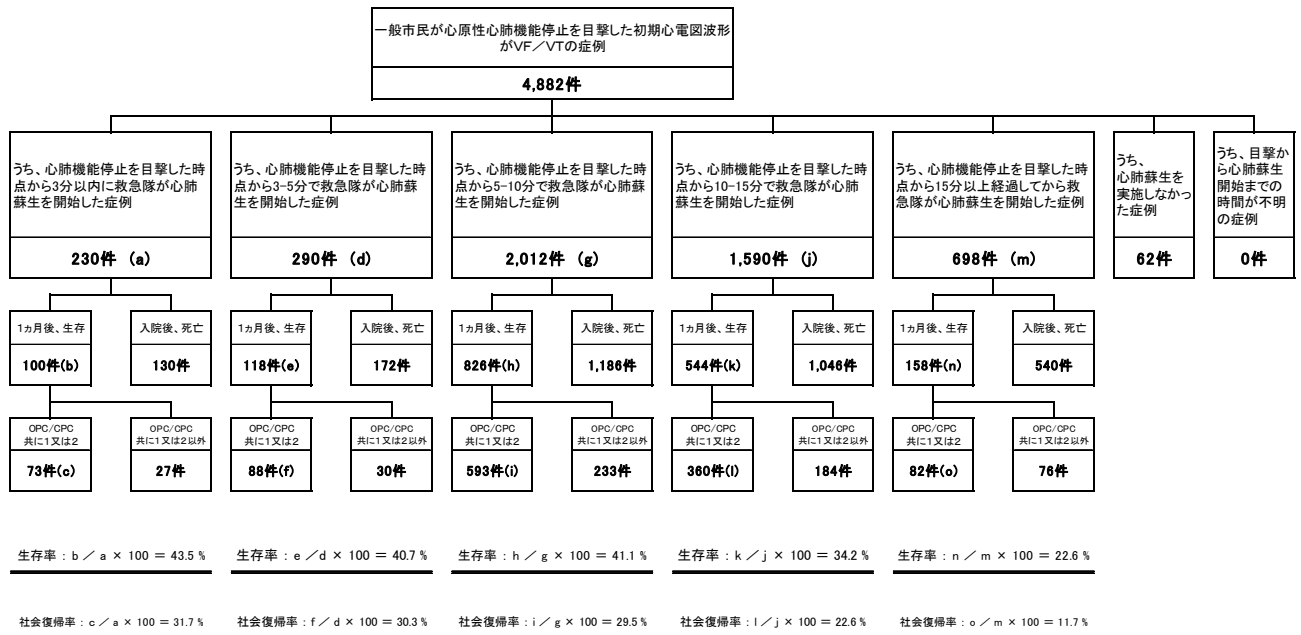 一般市民が心原性心肺機能停止を目撃した初期心電図波形
がVF/VTの症例
4,882件
うち、心肺機能停止を目撃した時
点から3分以内に救急隊が心肺
蘇生を開始した症例
230件 (a)
うち、心肺機能停止を目撃した時
点から3-5分で救急隊が心肺蘇
生を開始した症例
290件 (d)
うち、心肺機能停止を目撃した時
点から5-10分で救急隊が心肺蘇
生を開始した症例
2,012件 (g)
うち、心肺機能停止を目撃した時
点から10-15分で救急隊が心肺
蘇生を開始した症例
1,590件 (j)
うち、心肺機能停止を目撃した時
点から15分以上経過してから救
急隊が心肺蘇生を開始した症例
698件 (m)
うち、
心肺蘇生を
実施しなかっ
た症例
62件
うち、目撃か
ら心肺蘇生
開始までの
時間が不明
の症例
0件
1ヵ月後、生存
100件(b)
入院後、死亡
130件
1ヵ月後、生存
118件(e)
入院後、死亡
172件
1ヵ月後、生存
826件(h)
入院後、死亡
1,186件
1ヵ月後、生存
544件(k)
入院後、死亡
1,046件
1ヵ月後、生存
158件(n)
入院後、死亡
540件
OPC/CPC
共に1又は2
73件(c)
OPC/CPC
共に1又は2以外
27件
OPC/CPC
共に1又は2
88件(f)
OPC/CPC
共に1又は2以外
30件
OPC/CPC
共に1又は2
593件(i)
OPC/CPC
共に1又は2以外
233件
OPC/CPC
共に1又は2
360件(l)
OPC/CPC
共に1又は2以外
184件
OPC/CPC
共に1又は2
82件(o)
OPC/CPC
共に1又は2以外
76件
生存率：b ／ a × 100 ＝ 43.5 %
生存率：e ／ d × 100 ＝ 40.7 %
生存率：h ／ g × 100 ＝ 41.1 %
生存率：k ／ j × 100 ＝ 34.2 %
生存率：n ／ m × 100 ＝ 22.6 %
社会復帰率：c ／ a × 100 ＝ 31.7 %
社会復帰率：f ／ d × 100 ＝ 30.3 %
社会復帰率：i ／ g × 100 ＝ 29.5 %
社会復帰率：l ／ j × 100 ＝ 22.6 %
社会復帰率：o ／ m × 100 ＝ 11.7 %